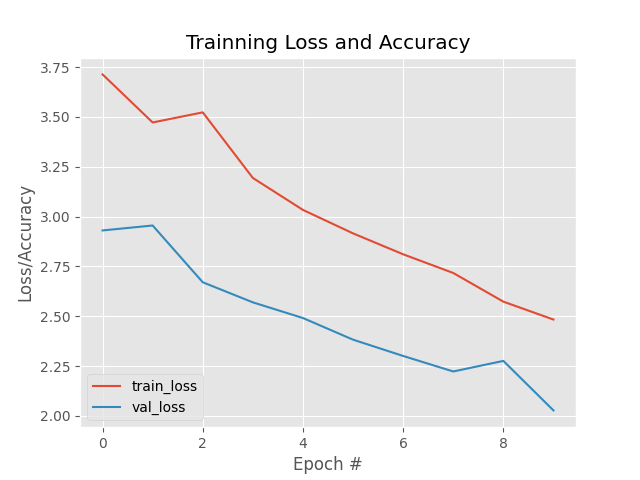 Trainning Loss and Accuracy
3.75
3.50
3.25
3.00
2.75
2.50
2.25
2.00
Loss/Accuracy
train_loss
val_loss
0 2 4 6 8
Epoch #